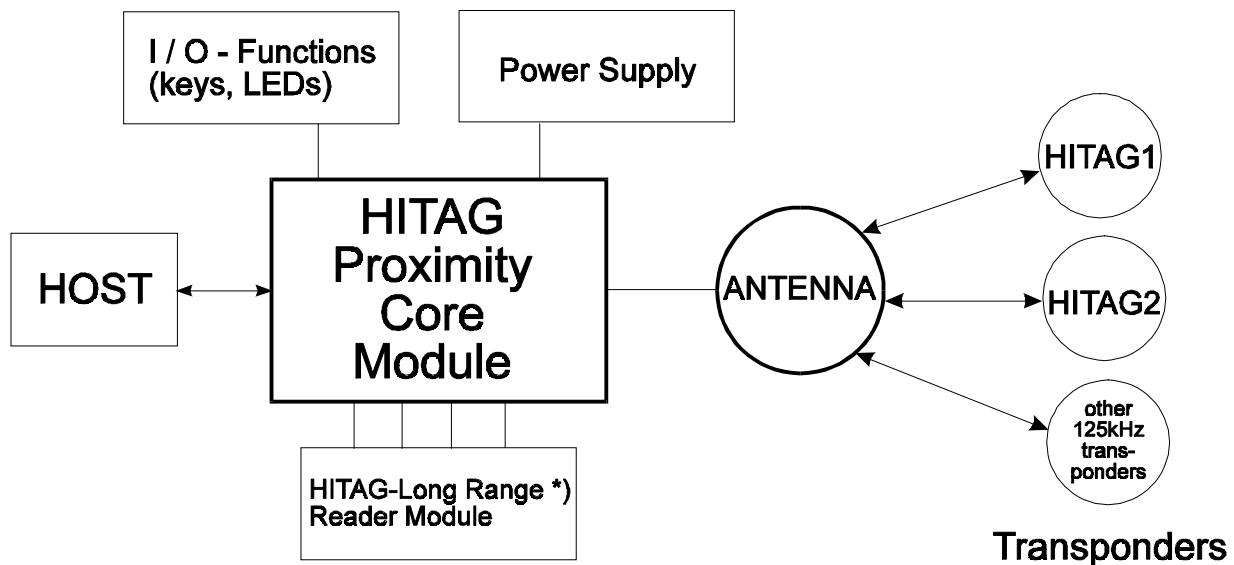 I / O - Functions
(keys, LEDs)
Power Supply
HITAG1
HITAG
Proximity
Core
Module
HOST
ANTENNA
HITAG2
other
125kHz
trans-
ponders
HITAG-Long Range *)
Reader Module
Transponders